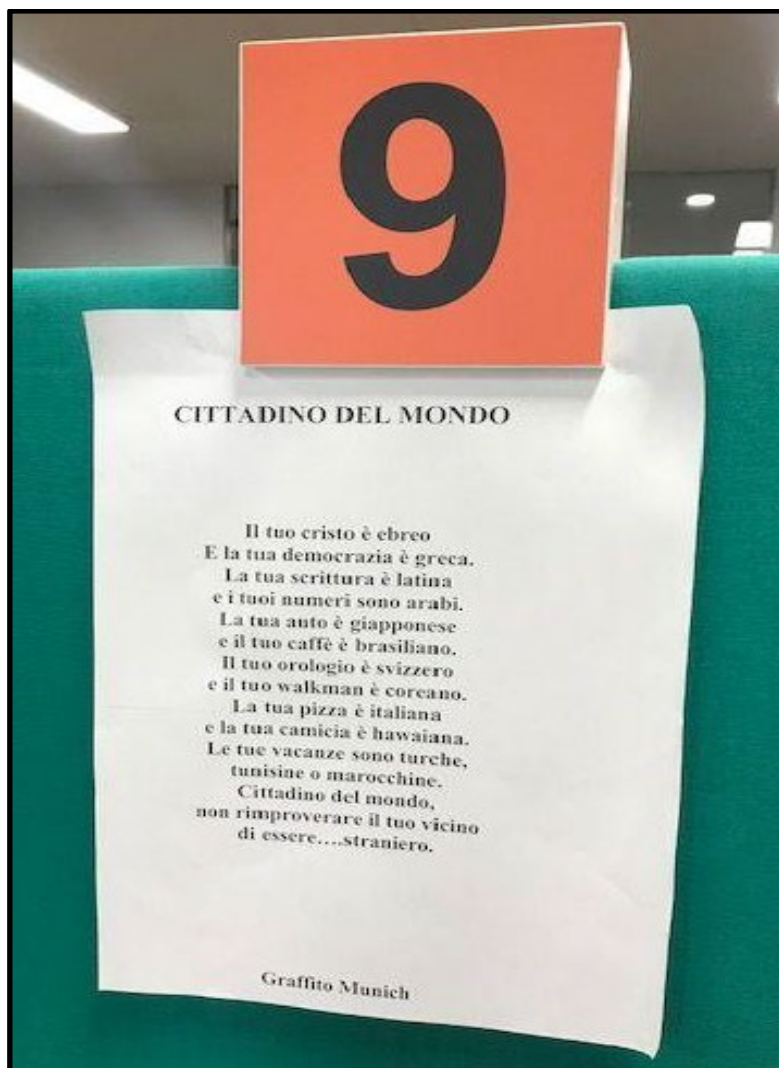 9
CITTADINO DEL MONDO
Il tuo cristo è ebreo
E la tua democrazia è greca.
La tua scrittura è latina
e i tuoi numeri sono arabi.
La tua auto è giapponese
e il tuo caffè è brasiliano.
Il tuo orologio è svizzero
e il tuo walkman è coreano.
La tua pizza è italiana
e la tua camicia è hawaiana.
Le tue vacanze sono turche,
tunisine o marocchine.
Cittadino del mondo,
non rimproverare il tuo vicino
di essere....straniero.
Graffito Munich